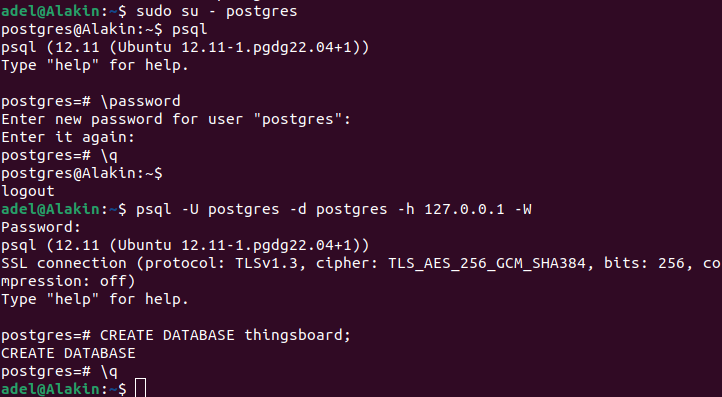 adel@Alakin:~$ sudo su - postgres
postgres@Alakin:~$ psql
psql (12.11 (Ubuntu 12.11-1.pgdg22.04+1))
Type "help" for help.
postgres=# \password
Enter new password for user "postgres":
Enter it again:
postgres=# \q
postgres@Alakin:~$
logout
adel@Alakin:~$ psql -U postgres -d postgres -h 127.0.0.1 -W
Password:
psql (12.11 (Ubuntu 12.11-1.pgdg22.04+1))
SSL connection (protocol: TLSv1.3, cipher: TLS_AES_256_GCM_SHA384, bits: 256, co
mpression: off)
Type "help" for help.
postgres=# CREATE DATABASE thingsboard;
CREATE DATABASE
postgres=# \q
adel@Alakin:~$